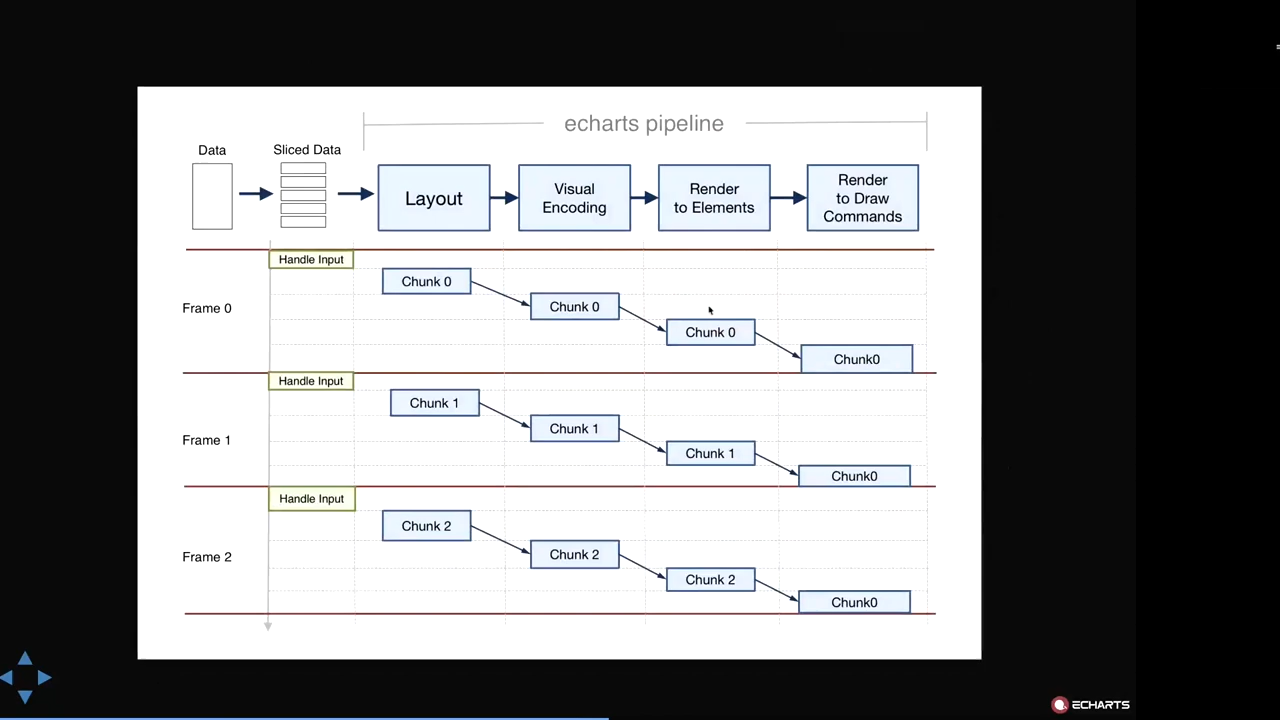 echarts pipeline
Data
Sliced Data
Layout
Visual
Encoding
Render
to Elements
Render
to Draw
Commands
Handle Input
Frame 0
Chunk 0
Chunk 0
Chunk 0
Chunk0
Handle Input
Frame 1
Chunk 1
Chunk 1
Chunk 1
Chunk0
Handle Input
Frame 2
Chunk 2
Chunk 2
Chunk 2
Chunk0
ECHARTS